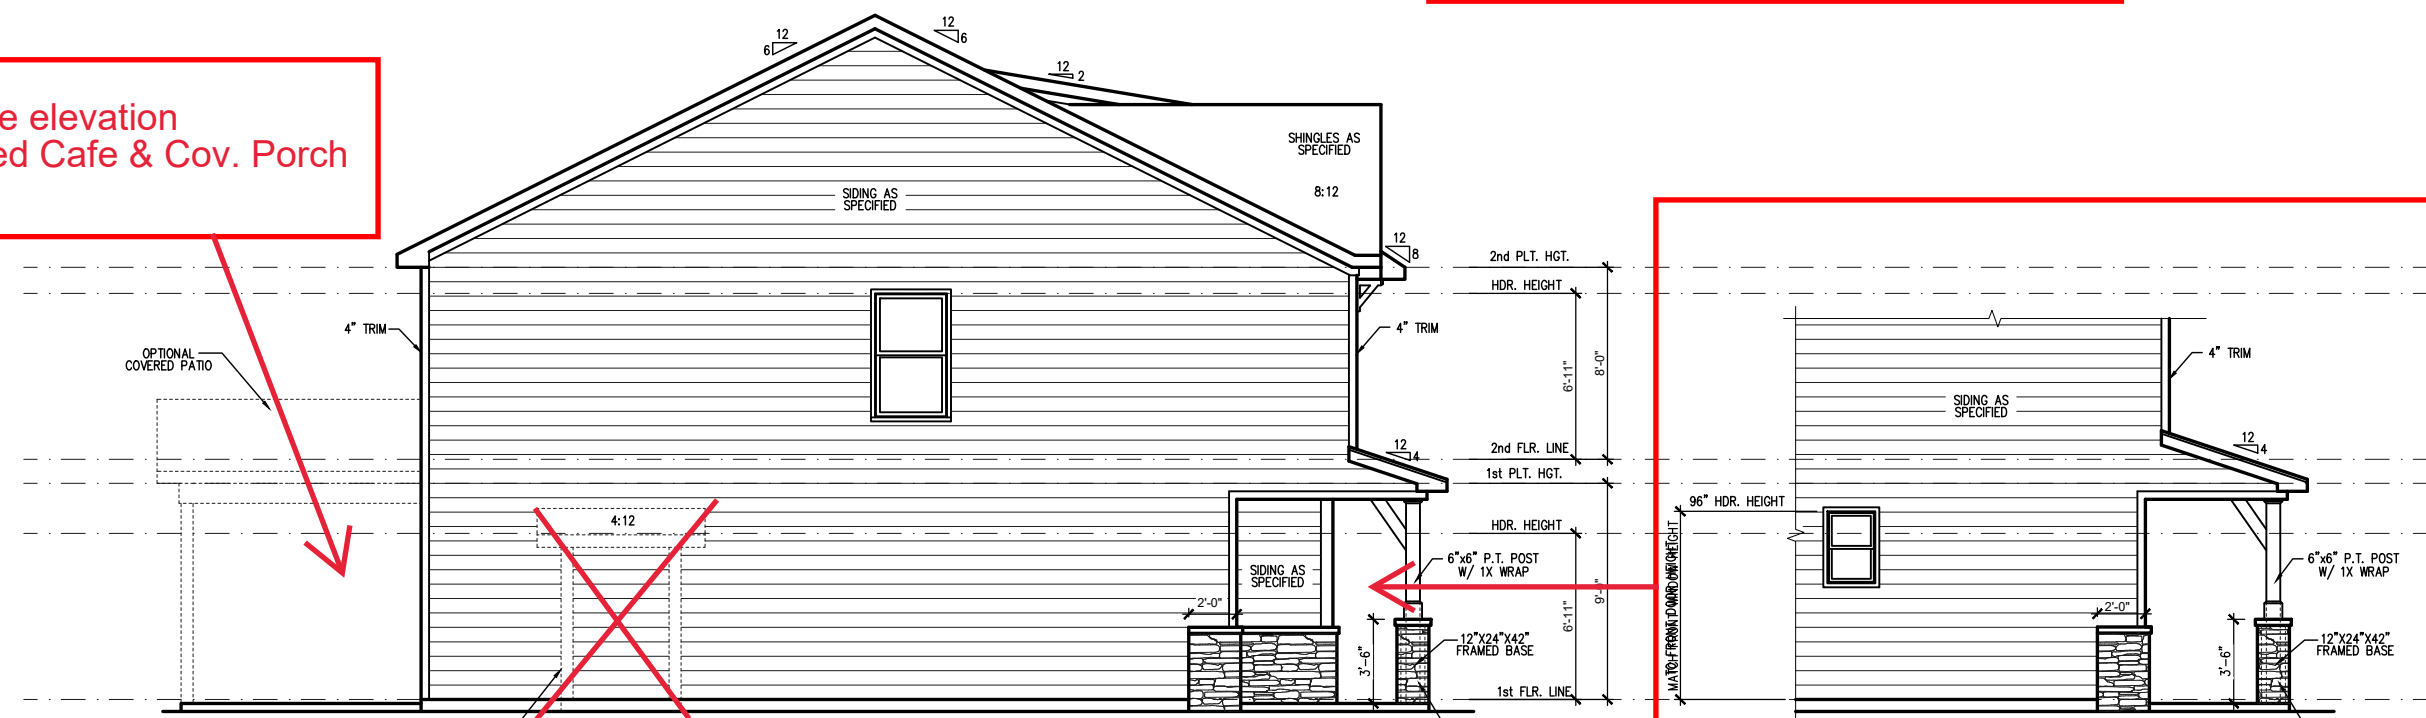 12
6
12
6
12
2
e elevation
ed Cafe & Cov. Porch
SHINGLES AS
SPECIFIED
8:12
SIDING AS
SPECIFIED
12
8
2nd PLT. HGT.
HDR. HEIGHT
4" TRIM
4" TRIM
OPTIONAL
COVERED PATIO
6'-11"
8'-0"
12
4
2nd FLR. LINE
1st PLT. HGT.
4:12
HDR. HEIGHT
SIDING AS
SPECIFIED
6"x6" P.T. POST
W/ 1X WRAP
2'-0"
6'-11"
12"X24"X42"
FRAMED BASE
3'-6"
1st FLR. LINE
4" TRIM
SIDING AS
SPECIFIED
12
4
96" HDR. HEIGHT
6"x6" P.T. POST
W/ 1X WRAP
2'-0"
12"X24"X42"
FRAMED BASE
3'-6"